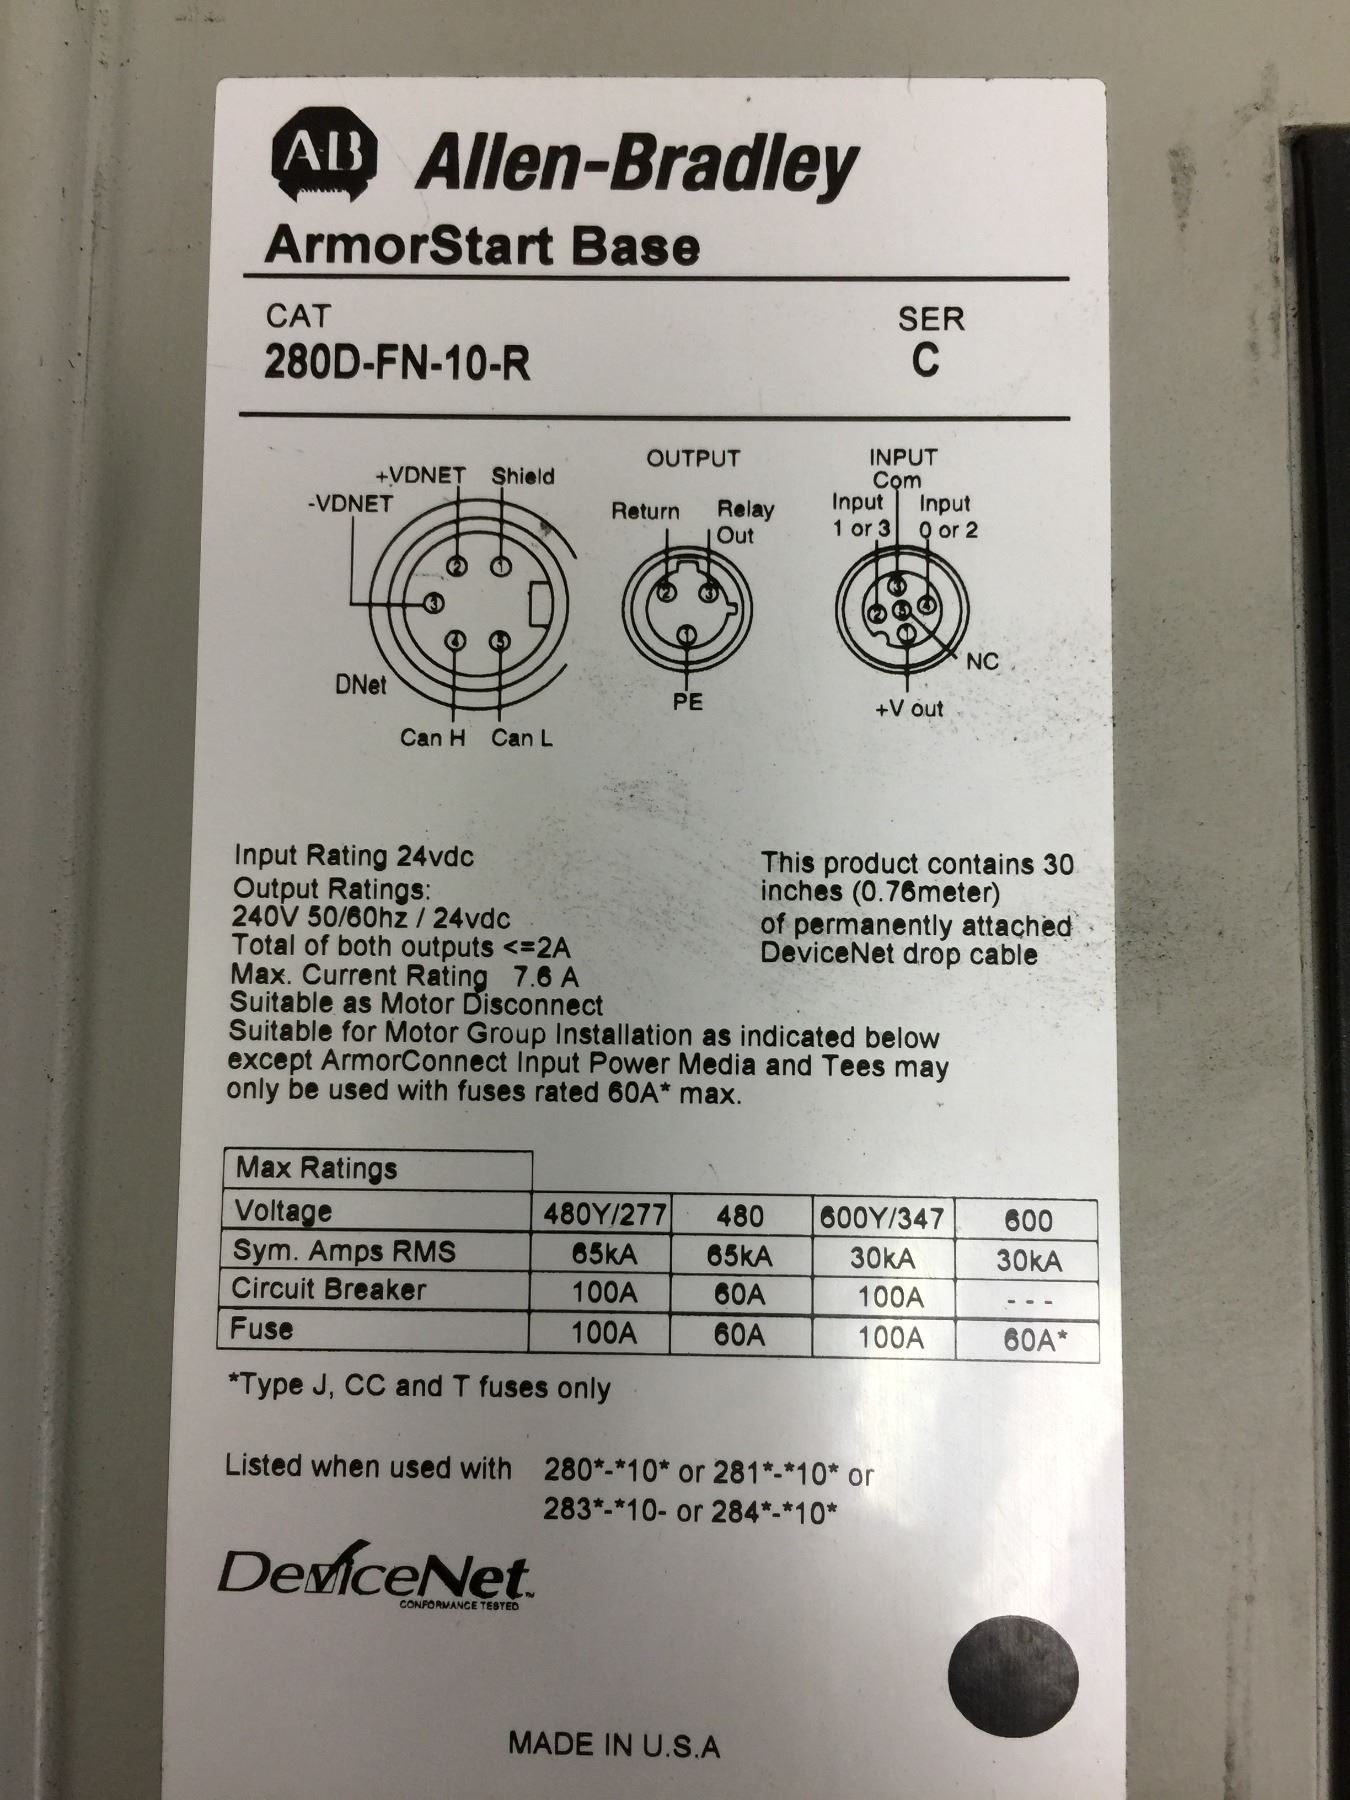 A-B Allen-Bradley
ArmorStart Base
CAT SER
280D-FN-10-R C
+VDNET Shield
-VDNET
2 1
3
4 5
DNet
Can H Can L
OUTPUT
Return Relay
Out
2 3
1
PE
INPUT
Com
Input Input
1 or 3 0 or 2
3
2 5 4
1
NC
+V out
Input Rating 24vdc
Output Ratings:
240V 50/60hz / 24vdc
Total of both outputs <=2A
Max. Current Rating 7.6 A
Suitable as Motor Disconnect
Suitable for Motor Group Installation as indicated below
except ArmorConnect Input Power Media and Tees may
only be used with fuses rated 60A* max.
This product contains 30
inches (0.76meter)
of permanently attached
DeviceNet drop cable
Max Ratings
Voltage 480Y/277 480 600Y/347 600
Sym. Amps RMS 65kA 65kA 30kA 30kA
Circuit Breaker 100A 60A 100A - - -
Fuse 100A 60A 100A 60A*
*Type J, CC and T fuses only
Listed when used with 280*-*10* or 281*-*10* or
283*-*10- or 284*-*10*
DeviceNet™
CONFORMANCE TESTED
MADE IN U.S.A